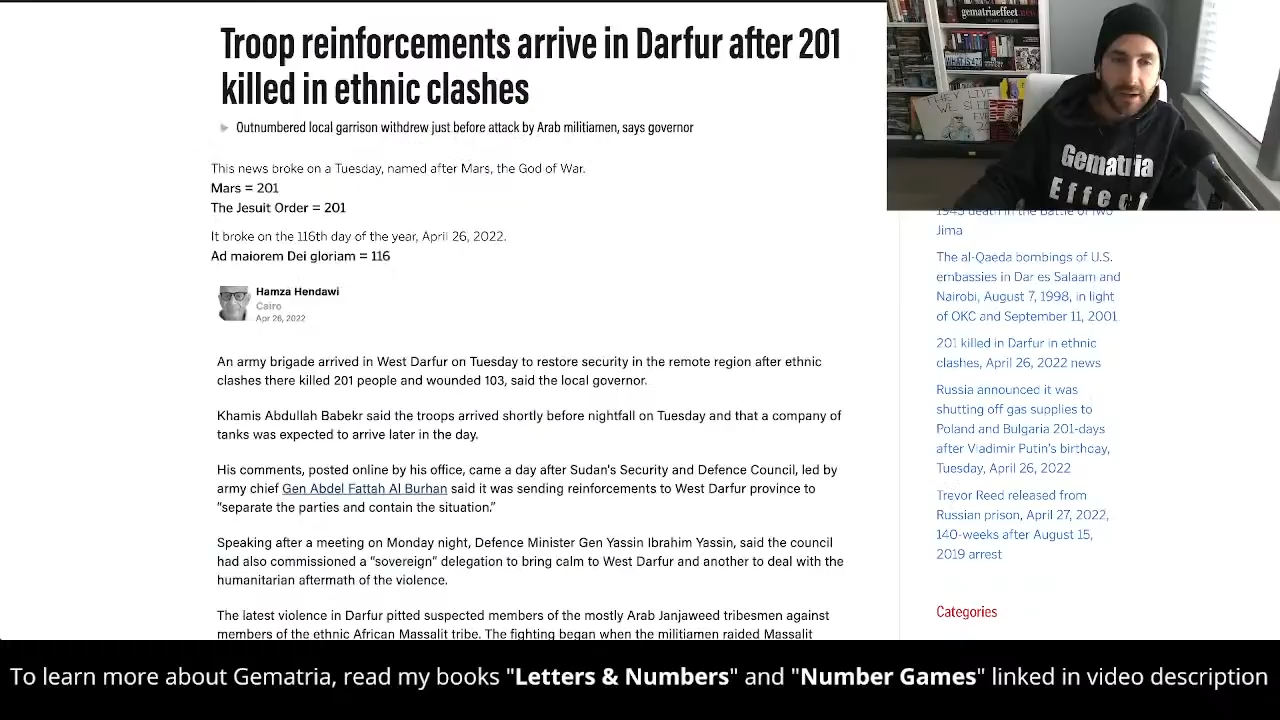 Troop reinforcements arrive in Darfur after 201
killed in ethnic clashes
Outnumbered local garrison withdrew just before attack by Arab militiamen, says governor
This news broke on a Tuesday, named after Mars, the God of War.
Mars = 201
The Jesuit Order = 201
It broke on the 116th day of the year, April 26, 2022.
Ad maiorem Dei gloriam = 116
Hamza Hendawi
Cairo
Apr 26, 2022
An army brigade arrived in West Darfur on Tuesday to restore security in the remote region after ethnic
clashes there killed 201 people and wounded 103, said the local governor.
Khamis Abdullah Babekr said the troops arrived shortly before nightfall on Tuesday and that a company of
tanks was expected to arrive later in the day.
His comments, posted online by his office, came a day after Sudan's Security and Defence Council, led by
army chief Gen Abdel Fattah Al Burhan said it was sending reinforcements to West Darfur province to
"separate the parties and contain the situation."
Speaking after a meeting on Monday night, Defence Minister Gen Yassin Ibrahim Yassin, said the council
had also commissioned a "sovereign" delegation to bring calm to West Darfur and another to deal with the
humanitarian aftermath of the violence.
The latest violence in Darfur pitted suspected members of the mostly Arab Janjaweed tribesmen against
members of the ethnic African Massalit tribe. The fighting began when the militiamen raided Massalit
gematriaeffect
Gematria
Effect
1945 death in the Battle of Iwo
Jima
The al-Qaeda bombings of U.S.
embassies in Dar es Salaam and
Nairobi, August 7, 1998, in light
of OKC and September 11, 2001
201 killed in Darfur in ethnic
clashes, April 26, 2022 news
Russia announced it was
shutting off gas supplies to
Poland and Bulgaria 201-days
after Vladimir Putin's birthday,
Tuesday, April 26, 2022
Trevor Reed released from
Russian prison, April 27, 2022,
140-weeks after August 15,
2019 arrest
Categories
To learn more about Gematria, read my books "Letters & Numbers" and "Number Games" linked in video description